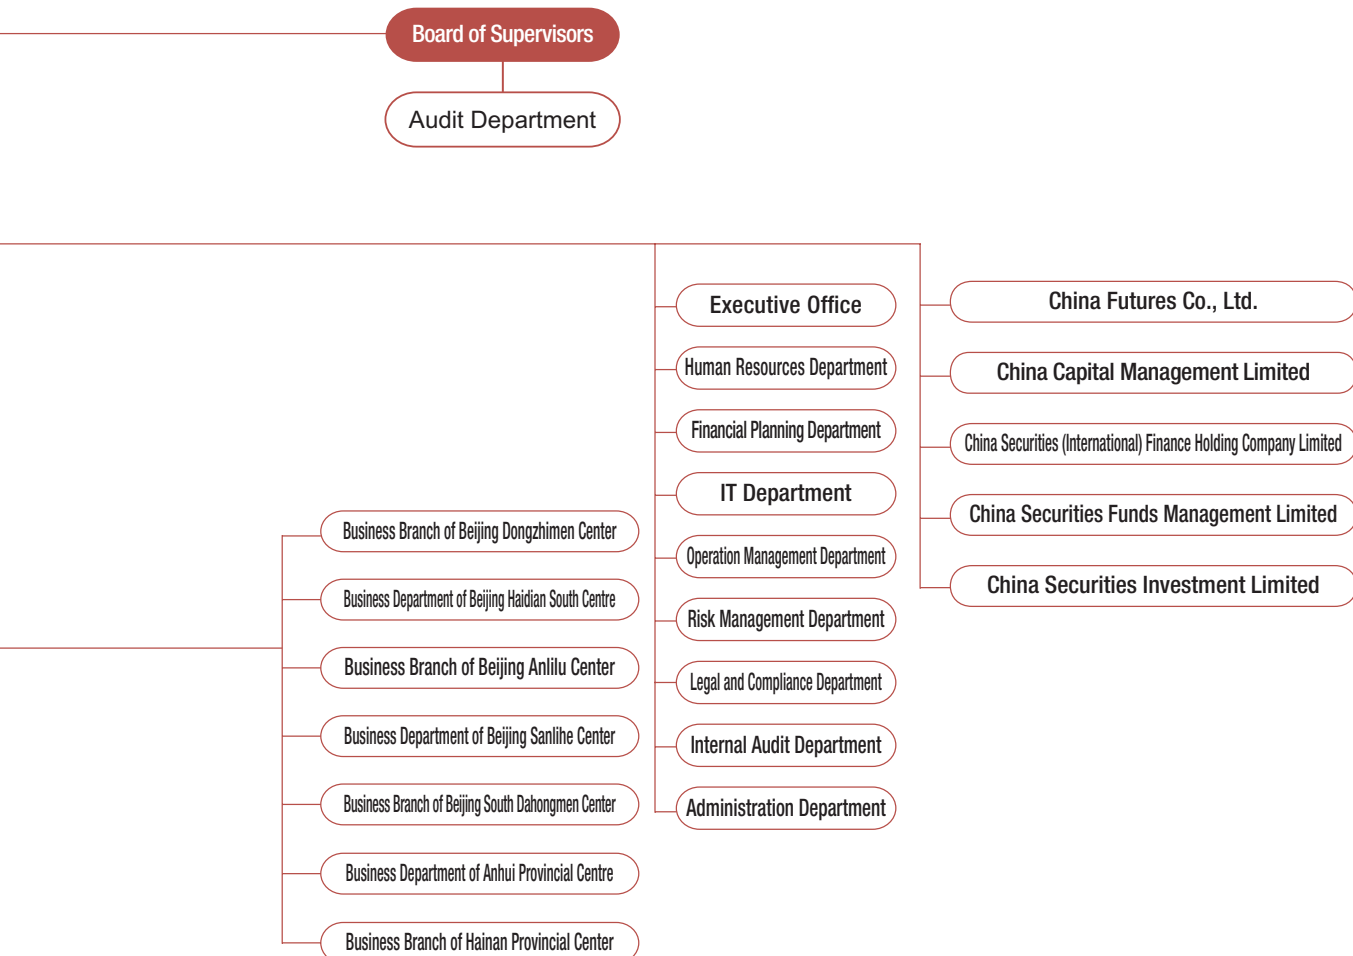 Board of Supervisors
Audit Department
Executive Office
Human Resources Department
Financial Planning Department
IT Department
Operation Management Department
Risk Management Department
Legal and Compliance Department
Internal Audit Department
Administration Department
China Futures Co., Ltd.
China Capital Management Limited
China Securities (International) Finance Holding Company Limited
China Securities Funds Management Limited
China Securities Investment Limited
Business Branch of Beijing Dongzhimen Center
Business Department of Beijing Haidian South Centre
Business Branch of Beijing Anlilu Center
Business Department of Beijing Sanlihe Center
Business Branch of Beijing South Dahongmen Center
Business Department of Anhui Provincial Centre
Business Branch of Hainan Provincial Center